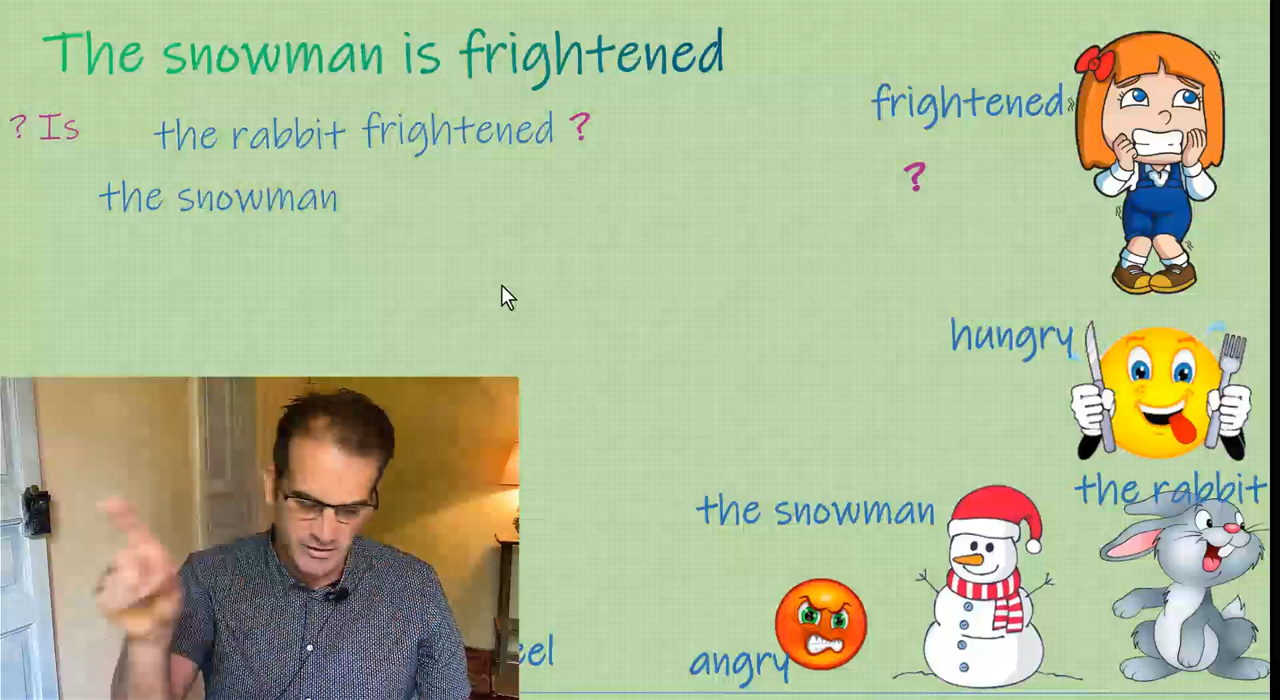 The snowman is frightened
? Is the rabbit frightened ?
the snowman
frightened
?
hungry
the rabbit
the snowman
angry